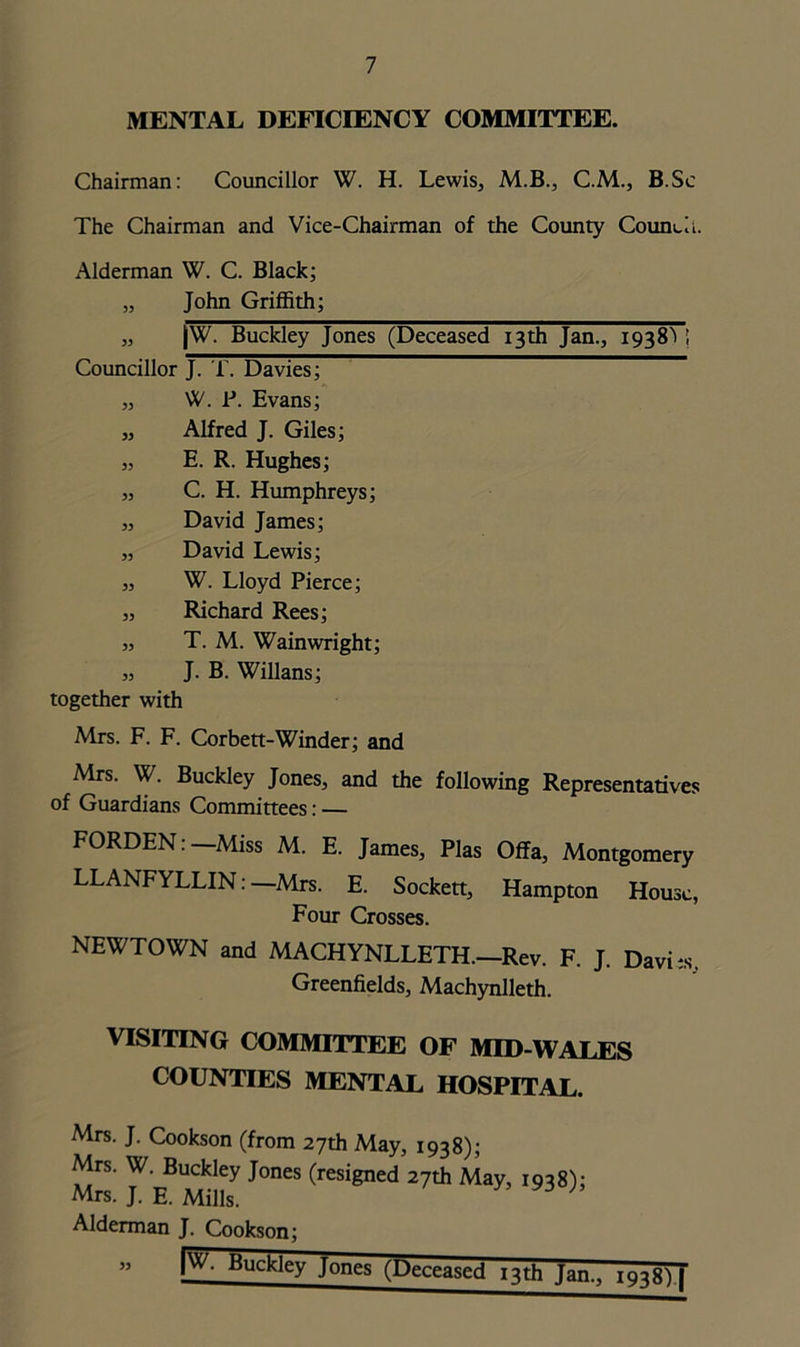 7
MENTAL DEFICIENCY COMMITTEE.
Chairman: Councillor W. H. Lewis, M.B., C.M., B.Sc
The Chairman and Vice-Chairman of the County Council.
Alderman W. C. Black;
„ John Griffith;
„ W. Buckley Jones (Deceased 13th Jan., 1938);
Councillor J. T. Davies;
„ W. P. Evans;
„ Alfred J. Giles;
„ E. R. Hughes;
„ C. H. Humphreys;
„ David James;
„ David Lewis;
„ W. Lloyd Pierce;
„ Richard Rees;
„ T. M. Wainwright;
„ J. B. Willans;
together with
Mrs. F. F. Corbett-Winder; and
Mrs. W. Buckley Jones, and the following Representatives
of Guardians Committees: —
FORDEN:—Miss M. E. James, Plas Offa, Montgomery
LLANFYLLIN:—Mrs. E. Sockett, Hampton House,
Four Crosses.
NEWTOWN and MACHYNLLETH.—Rev. F. J. Davies,
Greenfields, Machynlleth.
VISITING COMMITTEE OF MID-WALES
COUNTIES MENTAL HOSPITAL.
Mrs. J. Cookson (from 27th May, 1938);
Mrs. W. Buckley Jones (resigned 27th May, 1938);
Mrs. J. E. Mills.
Alderman J. Cookson;
„ W. Buckley Jones (Deceased 13th Jan., 1938)